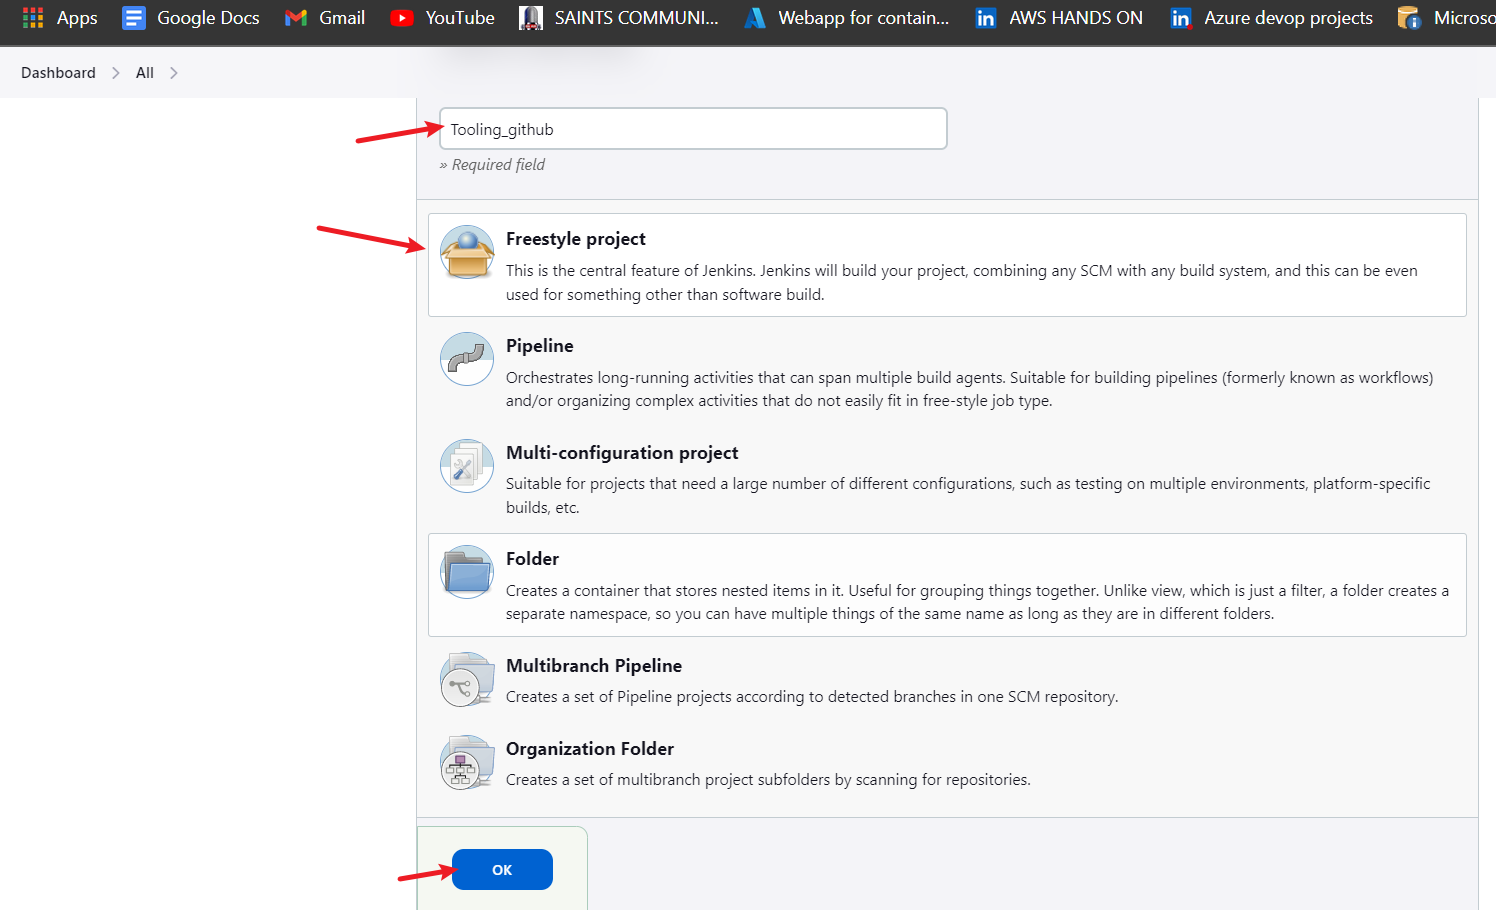 Apps Google Docs Gmail YouTube SAINTS COMMUNI... Webapp for contain... AWS HANDS ON Azure devop projects Microso
Dashboard All
Tooling_github
» Required field
Freestyle project
This is the central feature of Jenkins. Jenkins will build your project, combining any SCM with any build system, and this can be even
used for something other than software build.
Pipeline
Orchestrates long-running activities that can span multiple build agents. Suitable for building pipelines (formerly known as workflows)
and/or organizing complex activities that do not easily fit in free-style job type.
Multi-configuration project
Suitable for projects that need a large number of different configurations, such as testing on multiple environments, platform-specific
builds, etc.
Folder
Creates a container that stores nested items in it. Useful for grouping things together. Unlike view, which is just a filter, a folder creates a
separate namespace, so you can have multiple things of the same name as long as they are in different folders.
Multibranch Pipeline
Creates a set of Pipeline projects according to detected branches in one SCM repository.
Organization Folder
Creates a set of multibranch project subfolders by scanning for repositories.
OK